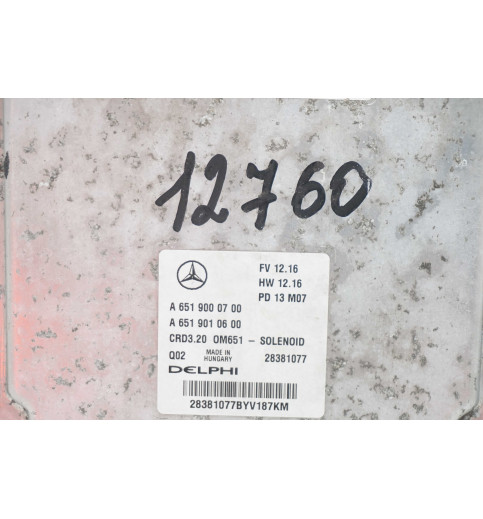 12760
FV 12.16
HW 12.16
PD 13 M07
A 651 900 07 00
A 651 901 06 00
CRD3.20 OM651 – SOLENOID
Q02 MADE IN HUNGARY 28381077
DELPHI
28381077BYV187KM